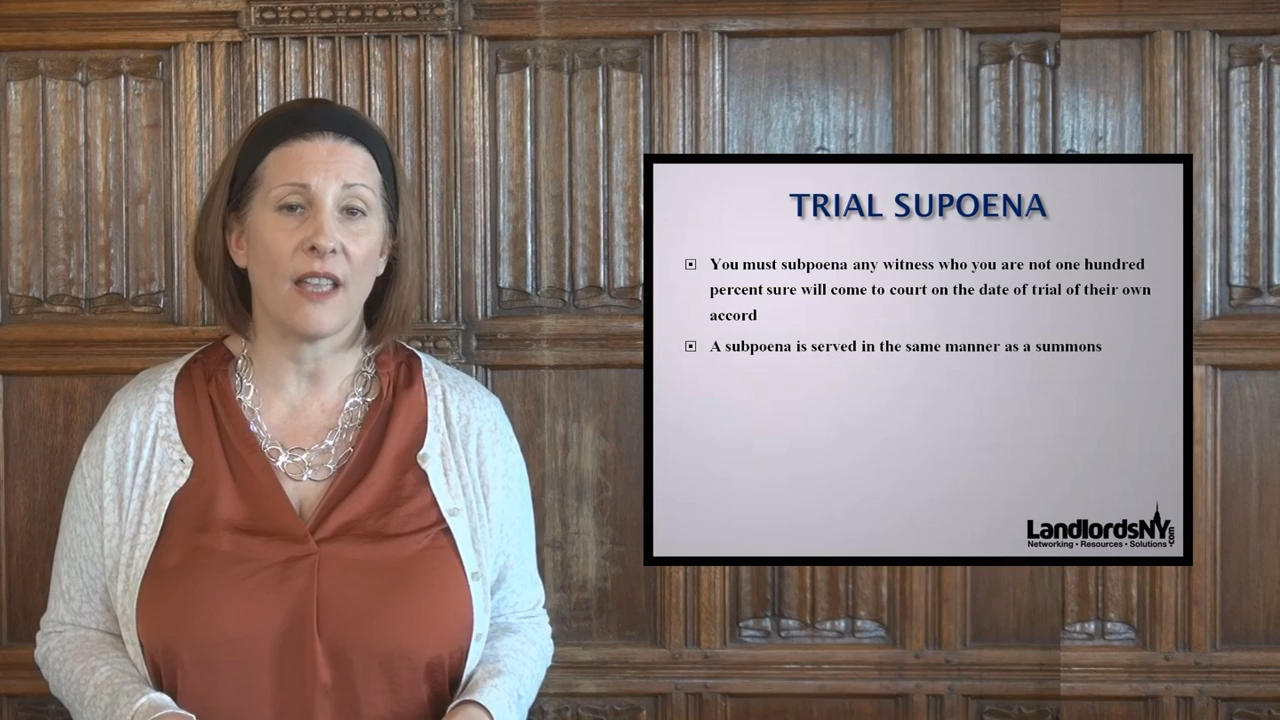 TRIAL SUPOENA
You must subpoena any witness who you are not one hundred
percent sure will come to court on the date of trial of their own
accord
A subpoena is served in the same manner as a summons
LandlordsNY.com
Networking • Resources • Solutions